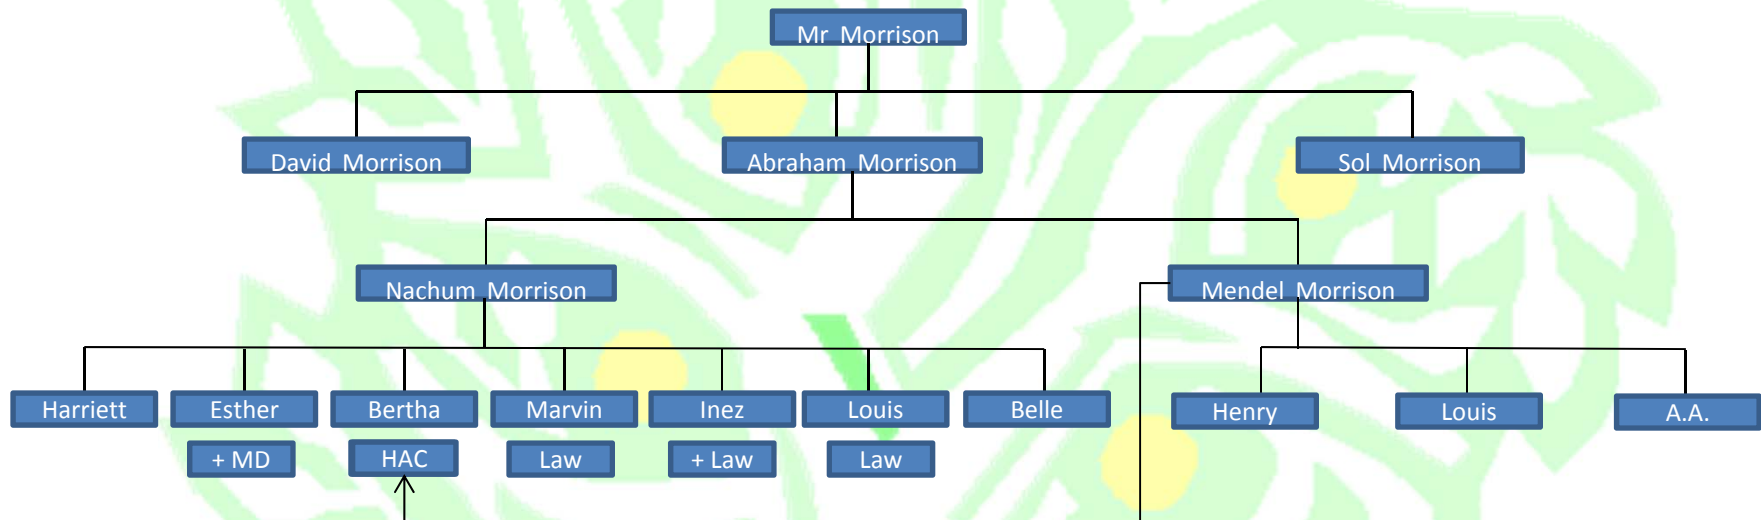 Mr Morrison
David Morrison
Abraham Morrison
Sol Morrison
Nachum Morrison
Mendel Morrison
Harriett
Esther
Bertha
Marvin
Inez
Louis
Belle
Henry
Louis
A.A.
+ MD
HAC
Law
+ Law
Law